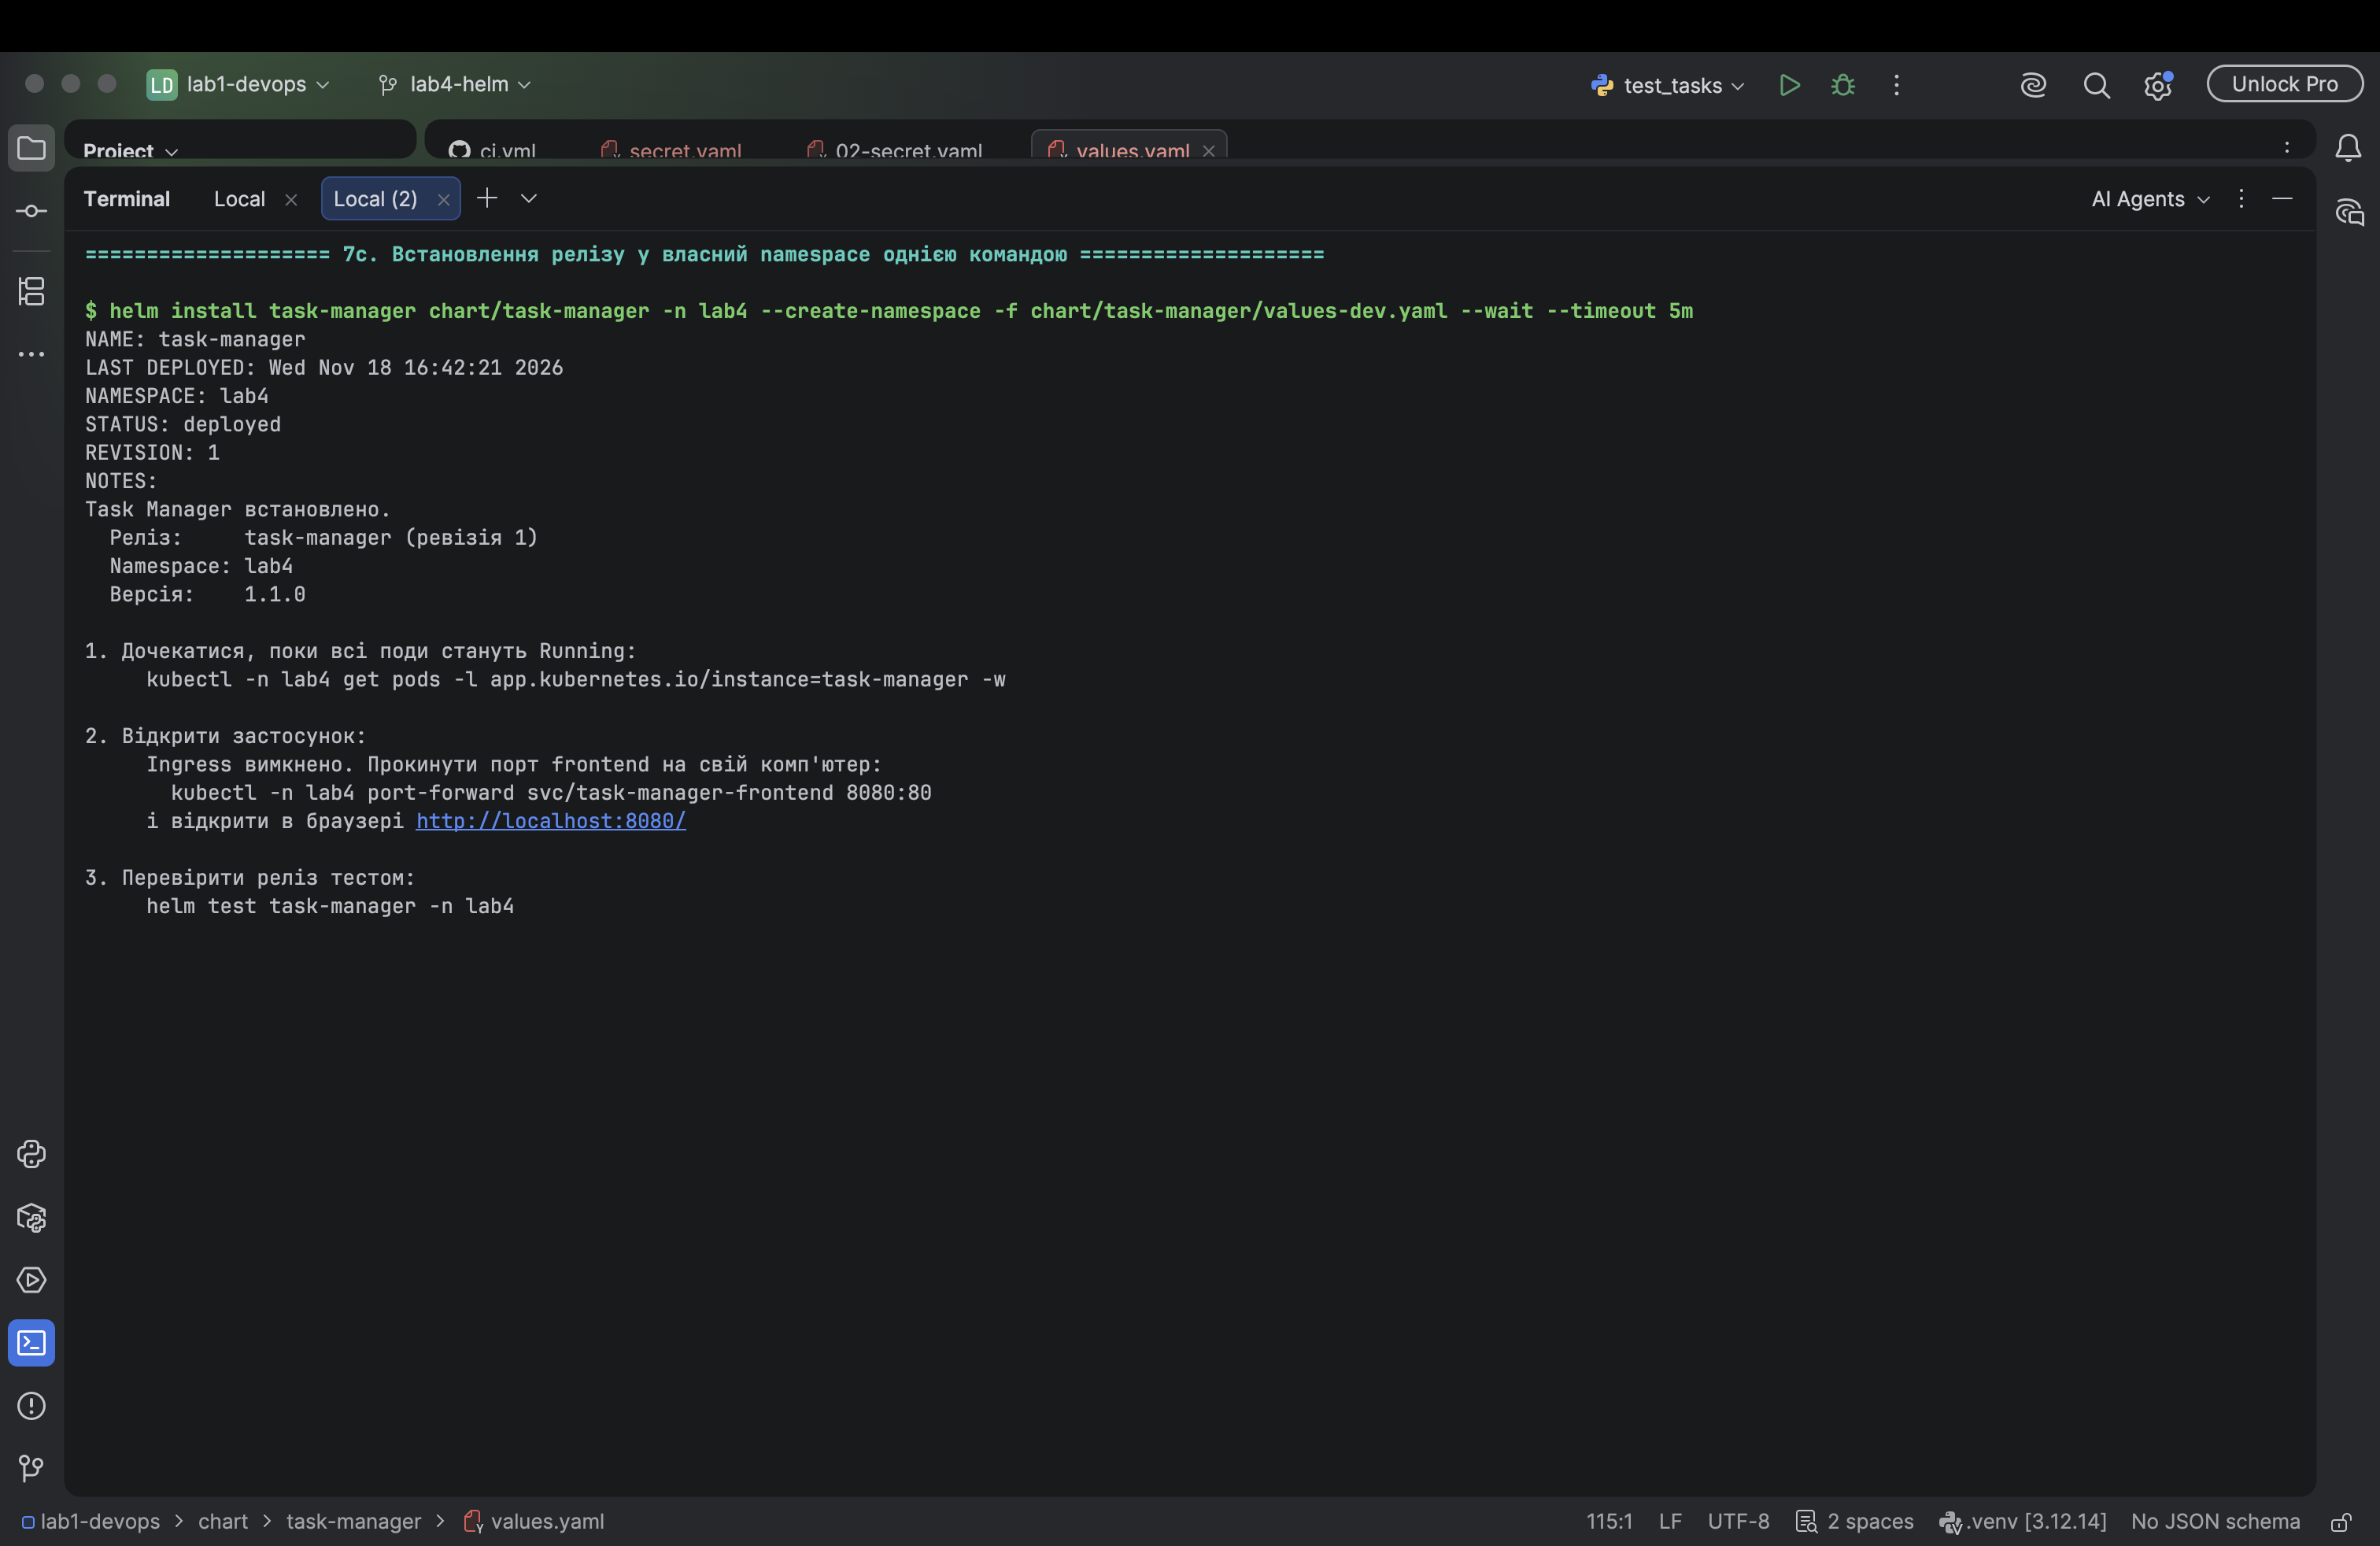 LD lab1-devops lab4-helm test_tasks Unlock Pro
Project ci.yml secret.yaml 02-secret.yaml values.yaml
Terminal Local Local (2) AI Agents
==================== 7c. Встановлення релізу у власний namespace однією командою ====================
$ helm install task-manager chart/task-manager -n lab4 --create-namespace -f chart/task-manager/values-dev.yaml --wait --timeout 5m
NAME: task-manager
LAST DEPLOYED: Wed Nov 18 16:42:21 2026
NAMESPACE: lab4
STATUS: deployed
REVISION: 1
NOTES:
Task Manager встановлено.
  Реліз:     task-manager (ревізія 1)
  Namespace: lab4
  Версія:    1.1.0
1. Дочекатися, поки всі поди стануть Running:
     kubectl -n lab4 get pods -l app.kubernetes.io/instance=task-manager -w
2. Відкрити застосунок:
     Ingress вимкнено. Прокинути порт frontend на свій комп'ютер:
       kubectl -n lab4 port-forward svc/task-manager-frontend 8080:80
     і відкрити в браузері http://localhost:8080/
3. Перевірити реліз тестом:
     helm test task-manager -n lab4
lab1-devops > chart > task-manager > values.yaml 115:1 LF UTF-8 2 spaces .venv [3.12.14] No JSON schema